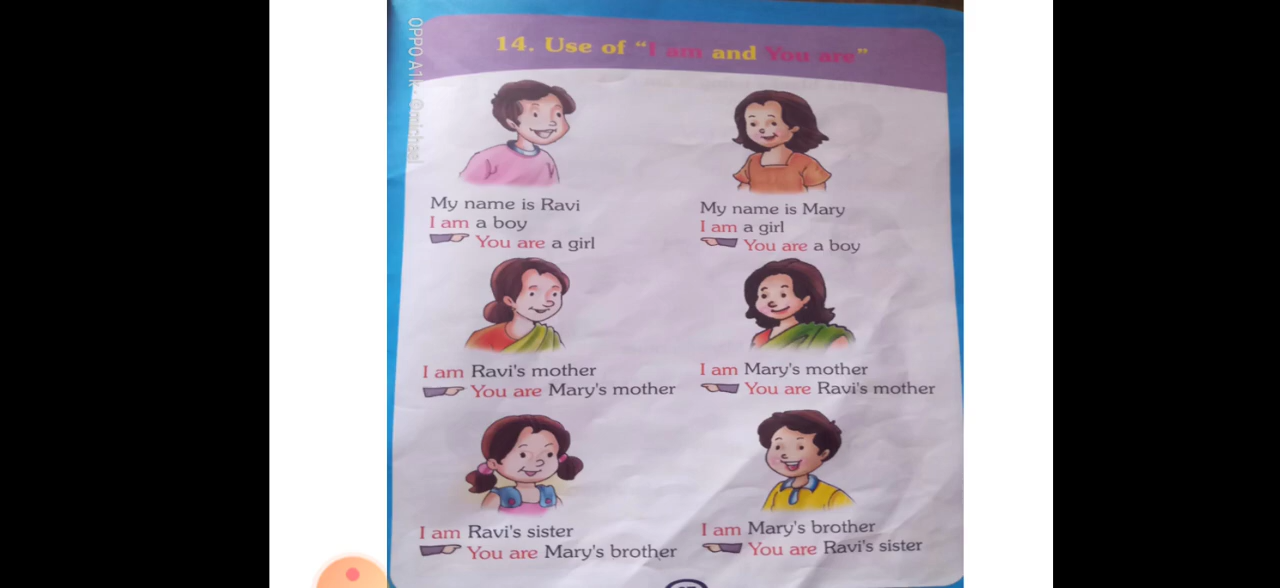 14. Use of "I am and You are"
My name is Ravi
I am a boy
You are a girl
My name is Mary
I am a girl
You are a boy
I am Ravi's mother
You are Mary's mother
I am Mary's mother
You are Ravi's mother
I am Ravi's sister
You are Mary's brother
I am Mary's brother
You are Ravi's sister